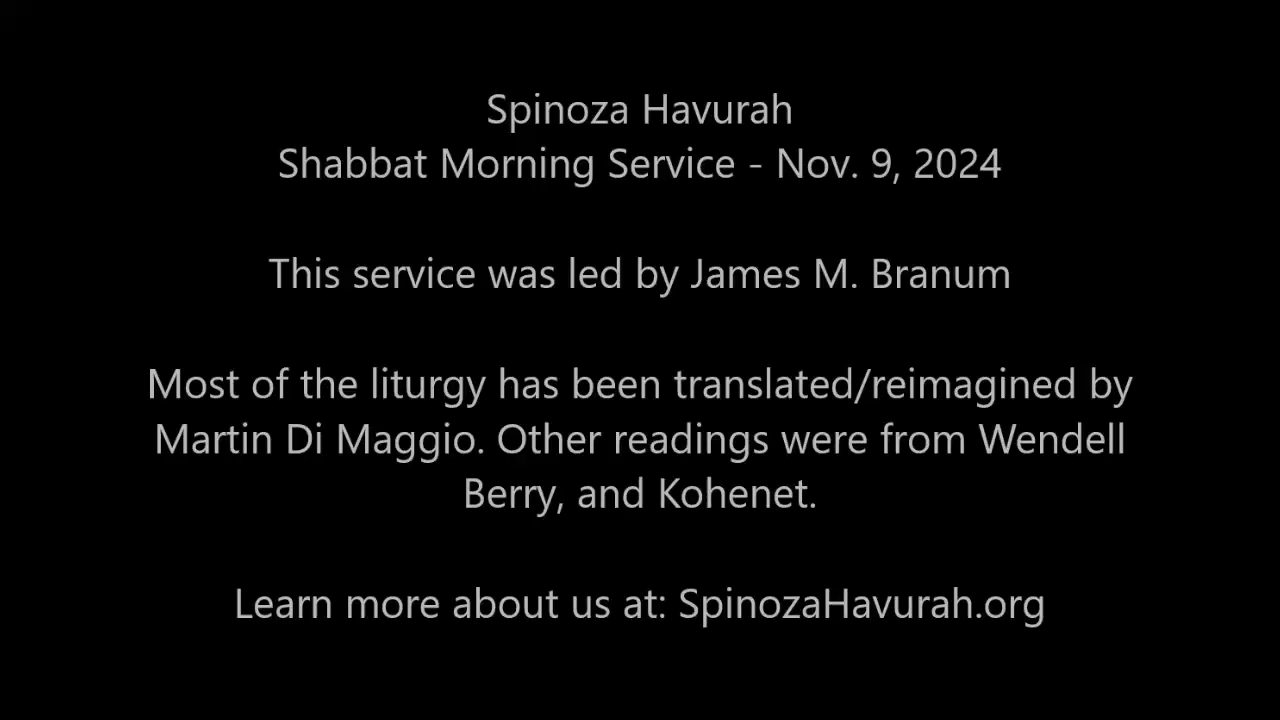 Spinoza Havurah
Shabbat Morning Service - Nov. 9, 2024
This service was led by James M. Branum
Most of the liturgy has been translated/reimagined by
Martin Di Maggio. Other readings were from Wendell
Berry, and Kohenet.
Learn more about us at: SpinozaHavurah.org